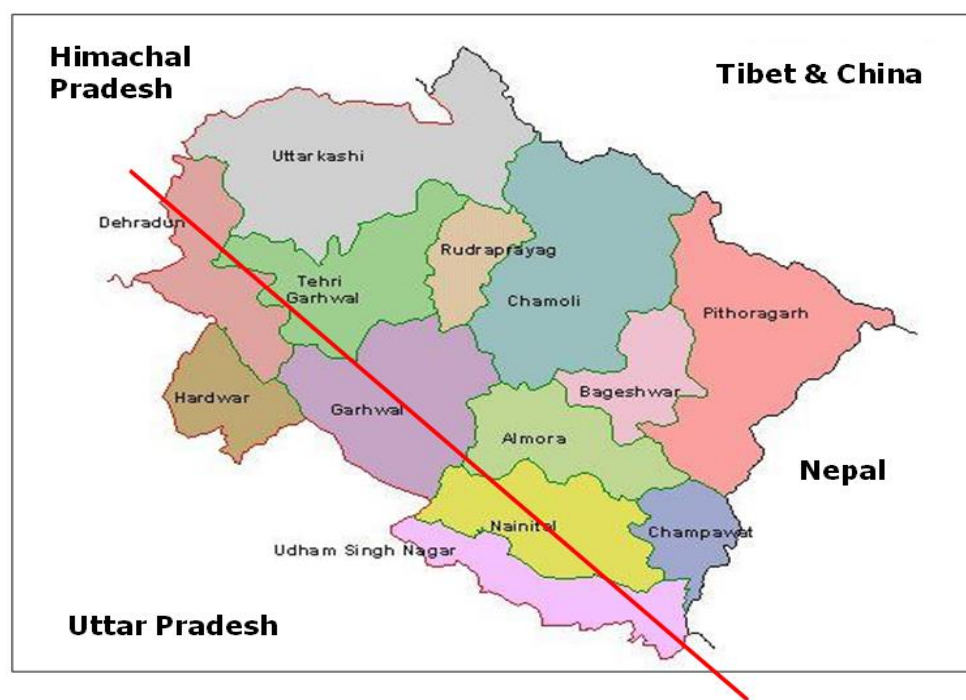 Himachal
Pradesh
Tibet & China
Uttarkashi
Dehradun
Rudraprayag
Tehri
Garhwal
Chamoli
Pithoragarh
Hardwar
Garhwal
Bageshwar
Almora
Nepal
Nainital
Champawat
Udham Singh Nagar
Uttar Pradesh